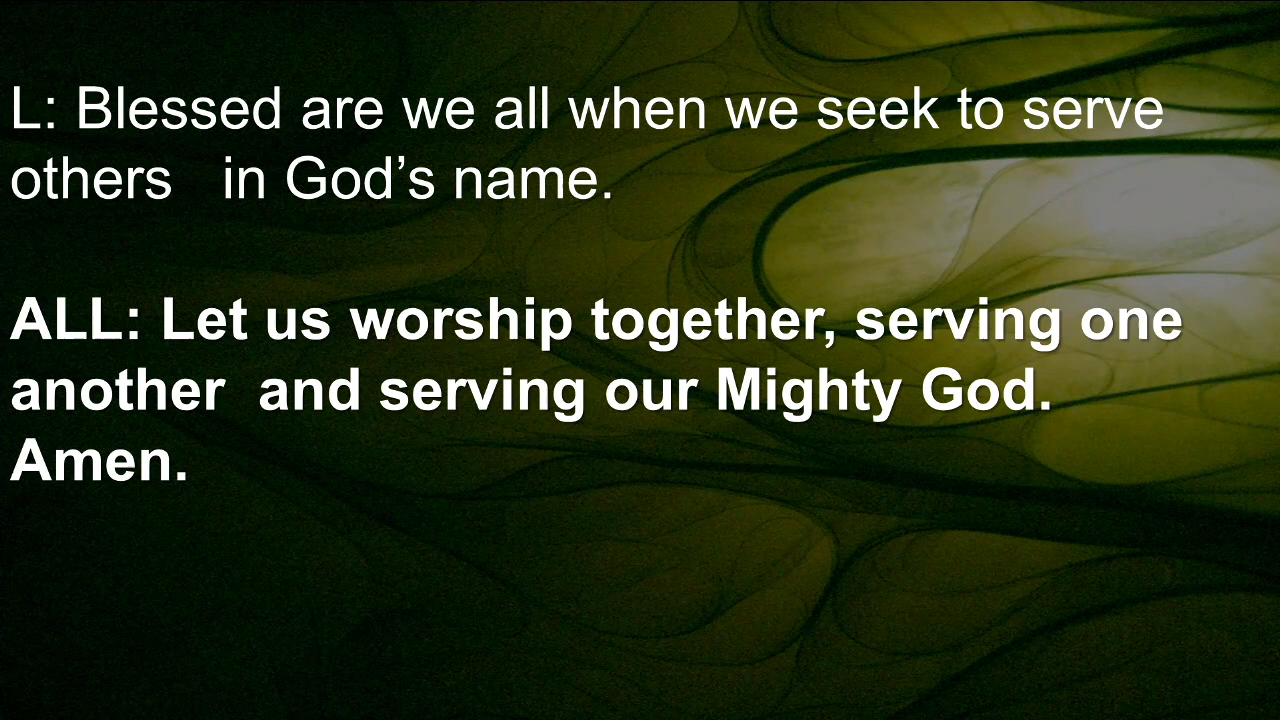 L: Blessed are we all when we seek to serve
others   in God’s name.
ALL: Let us worship together, serving one
another  and serving our Mighty God.
Amen.